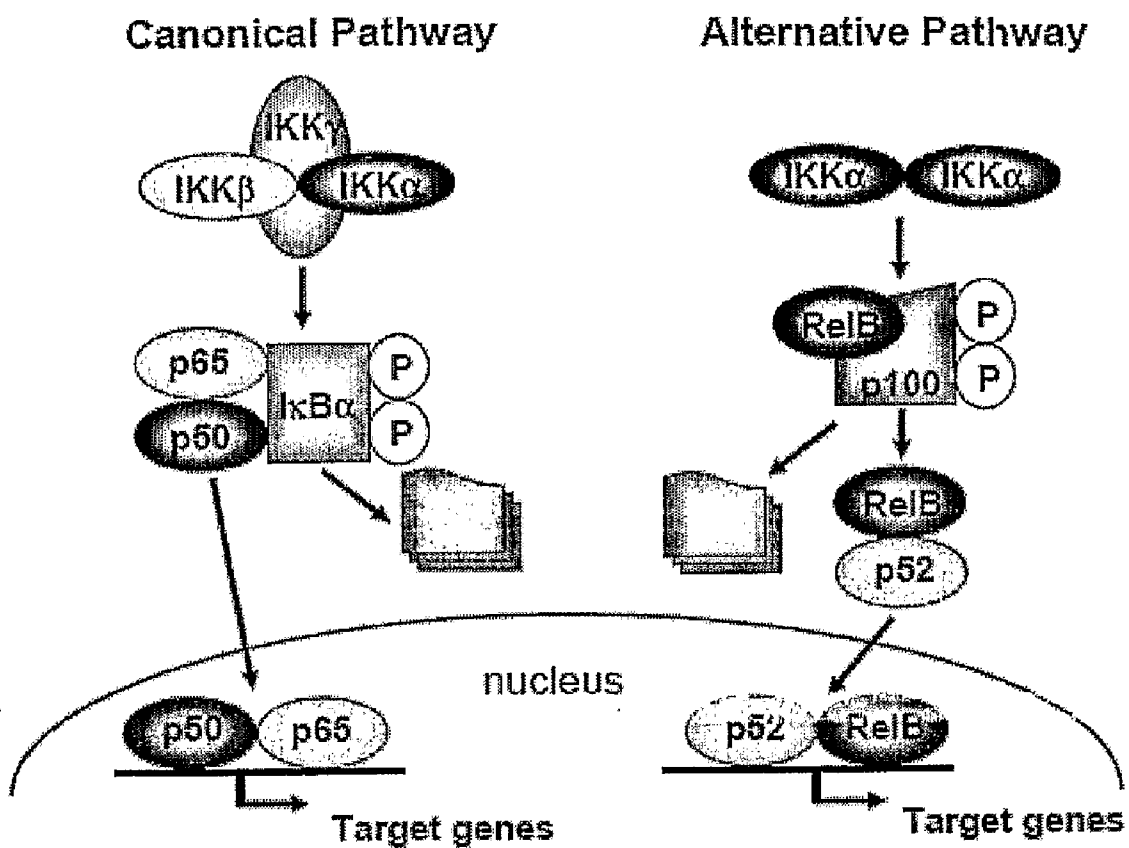 Canonical Pathway
Alternative Pathway
IKKγ
IKKβ
IKKα
IKKα
IKKα
p65
p50
IκBα
P
P
RelB
p100
P
P
RelB
p52
nucleus
p50
p65
p52
RelB
Target genes
Target genes